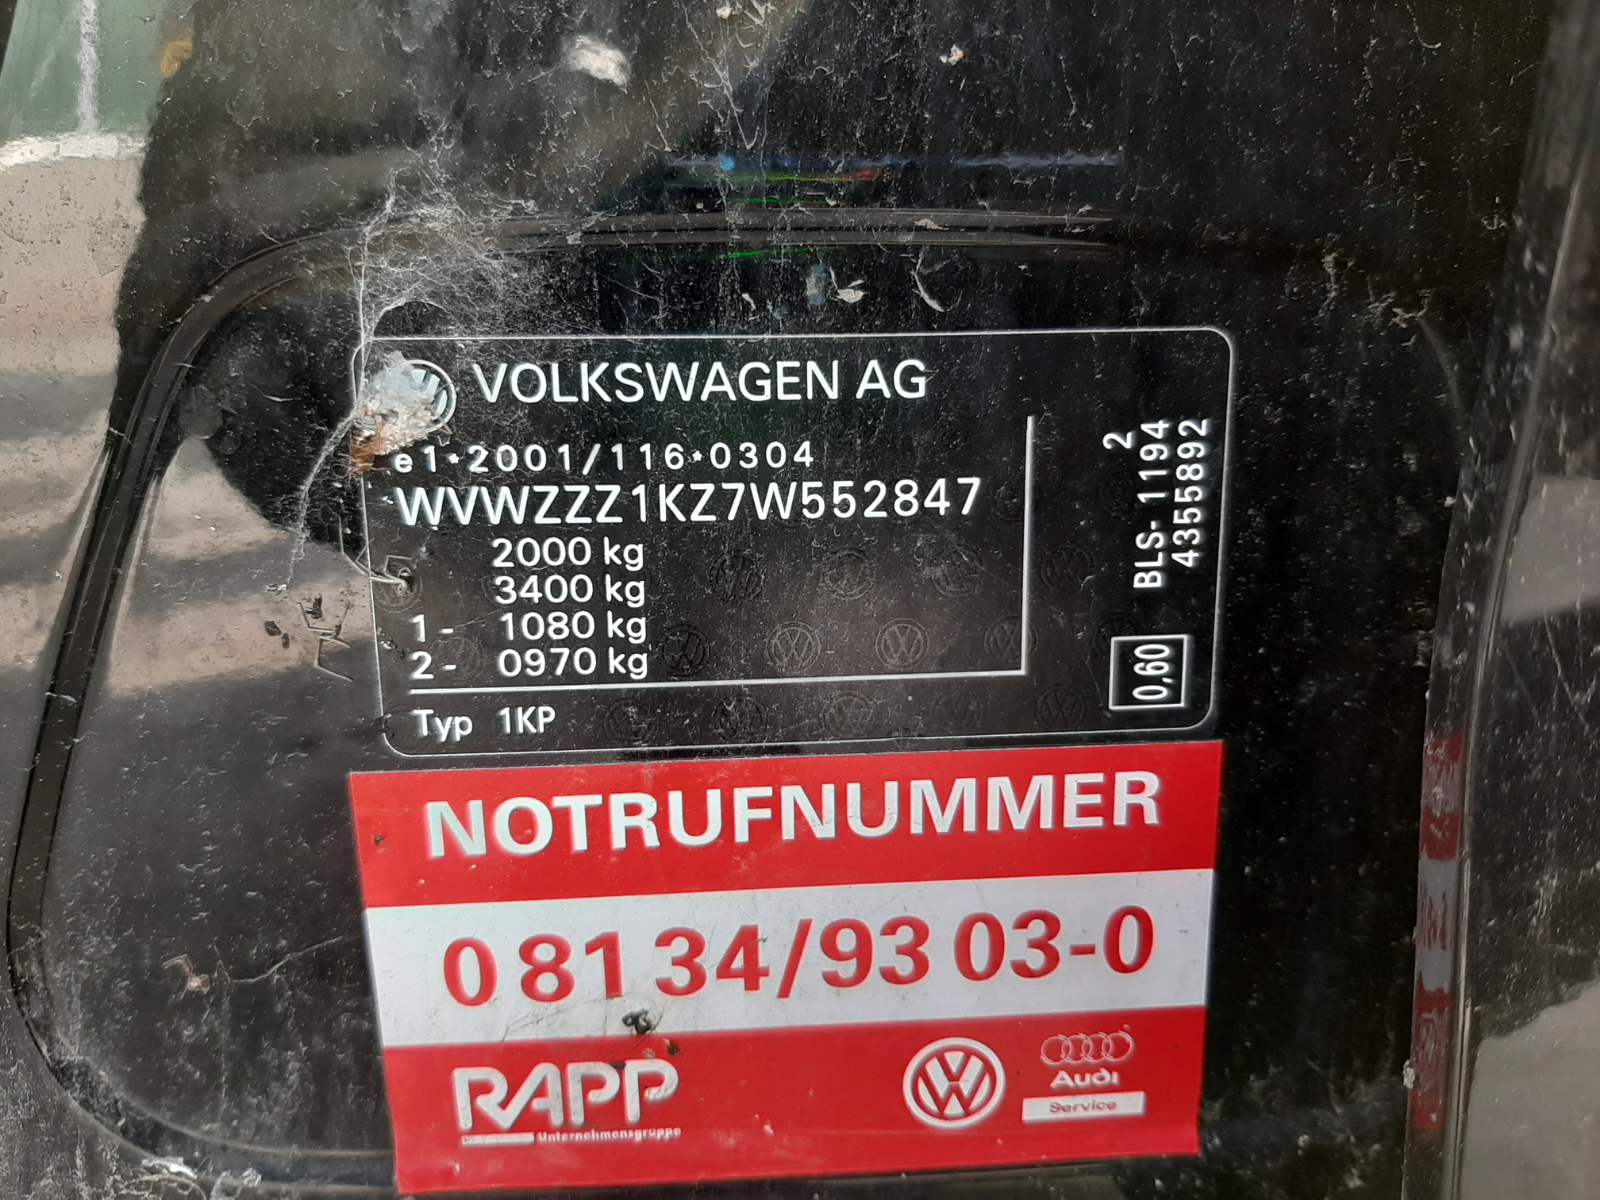 VOLKSWAGEN AG
e1*2001/116*0304
WVWZZZ1KZ7W552847
2000 kg
3400 kg
1- 1080 kg
2- 0970 kg
Typ 1KP
2
BLS-1194
4355892
0,60
NOTRUFNUMMER
0 81 34/93 03-0
RAPP
Unternehmensgruppe
Audi
Service